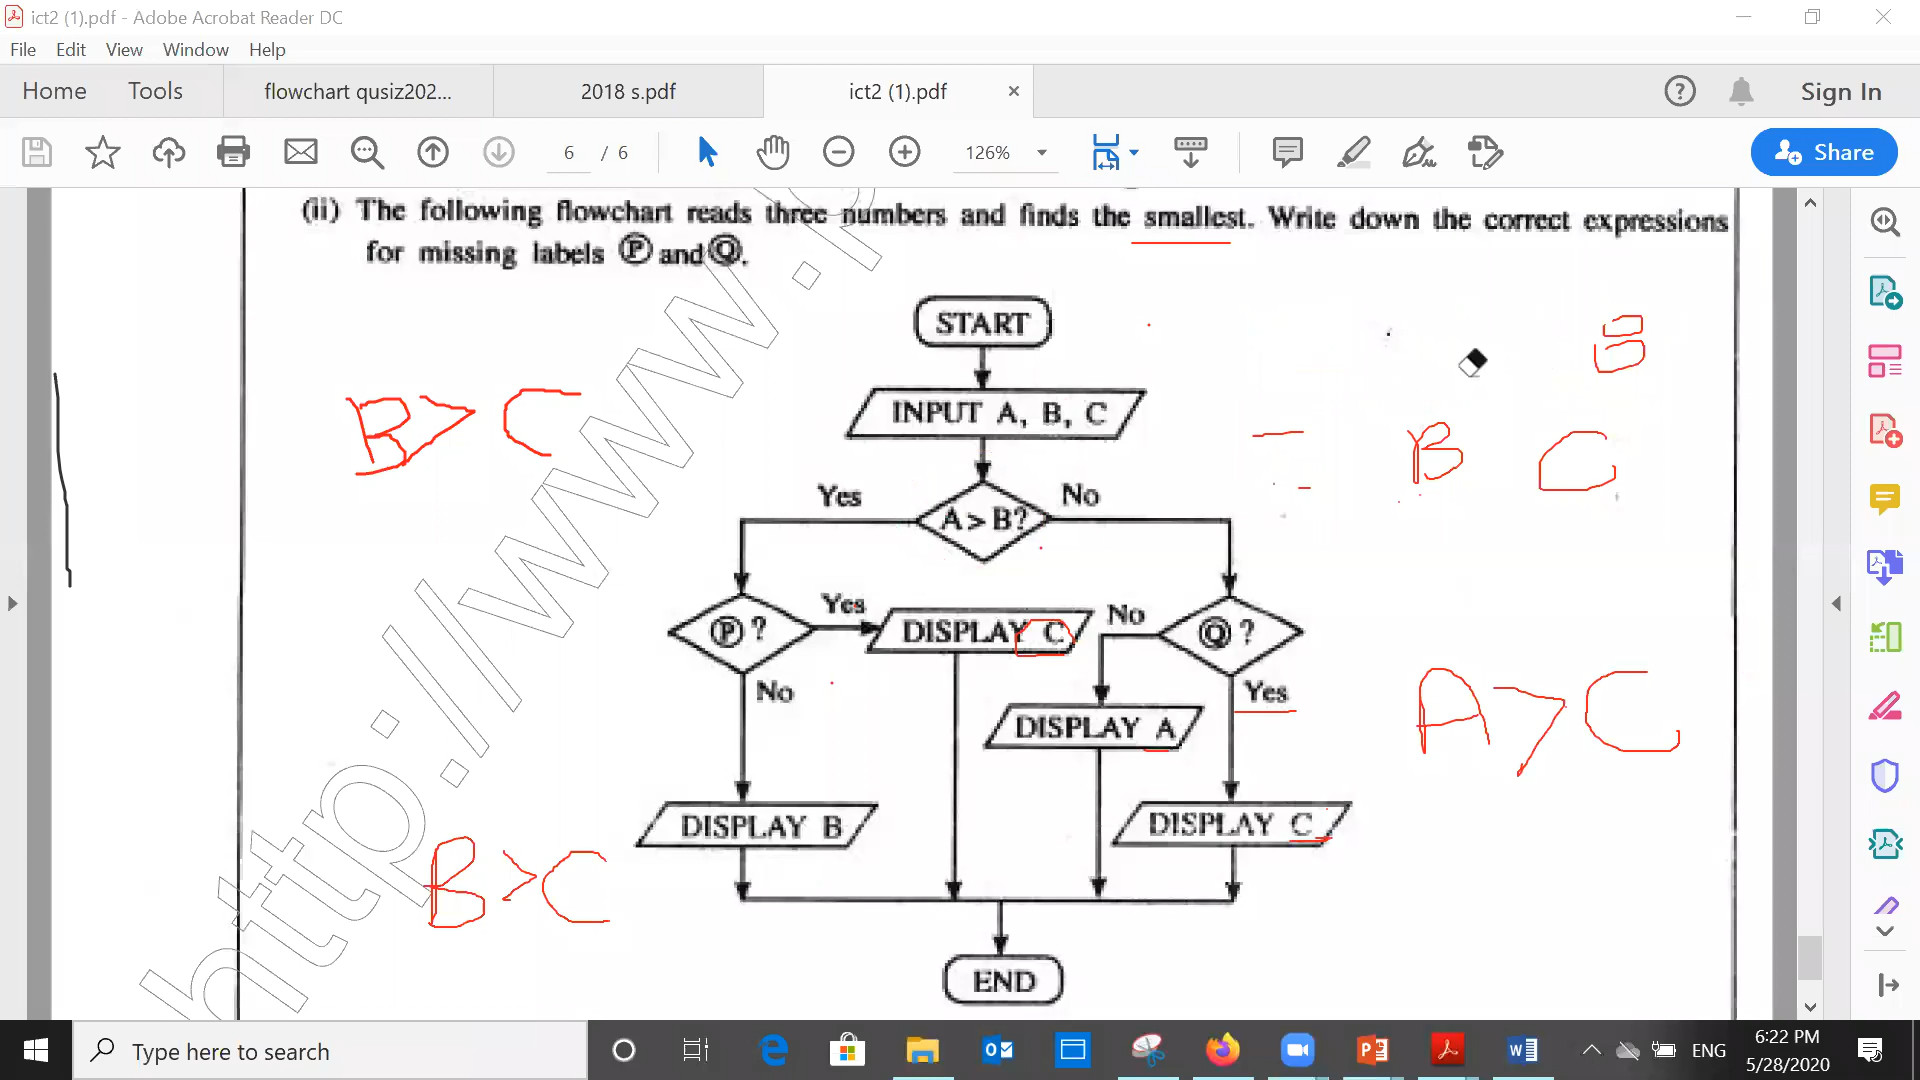 ict2 (1).pdf - Adobe Acrobat Reader DC
File Edit View Window Help
Home Tools flowchart qusiz202... 2018 s.pdf ict2 (1).pdf × Sign In
6 / 6 126% Share
(ii) The following flowchart reads three numbers and finds the smallest. Write down the correct expressions
for missing labels Ⓟ and Ⓠ.
START
B
B>C
INPUT A, B, C
= B C
Yes No
A > B?
Yes No
Ⓟ ? DISPLAY C Ⓠ ?
No Yes
A>C
DISPLAY A
DISPLAY B DISPLAY C
B>C
END
http://www.p
Type here to search
ENG
6:22 PM
5/28/2020